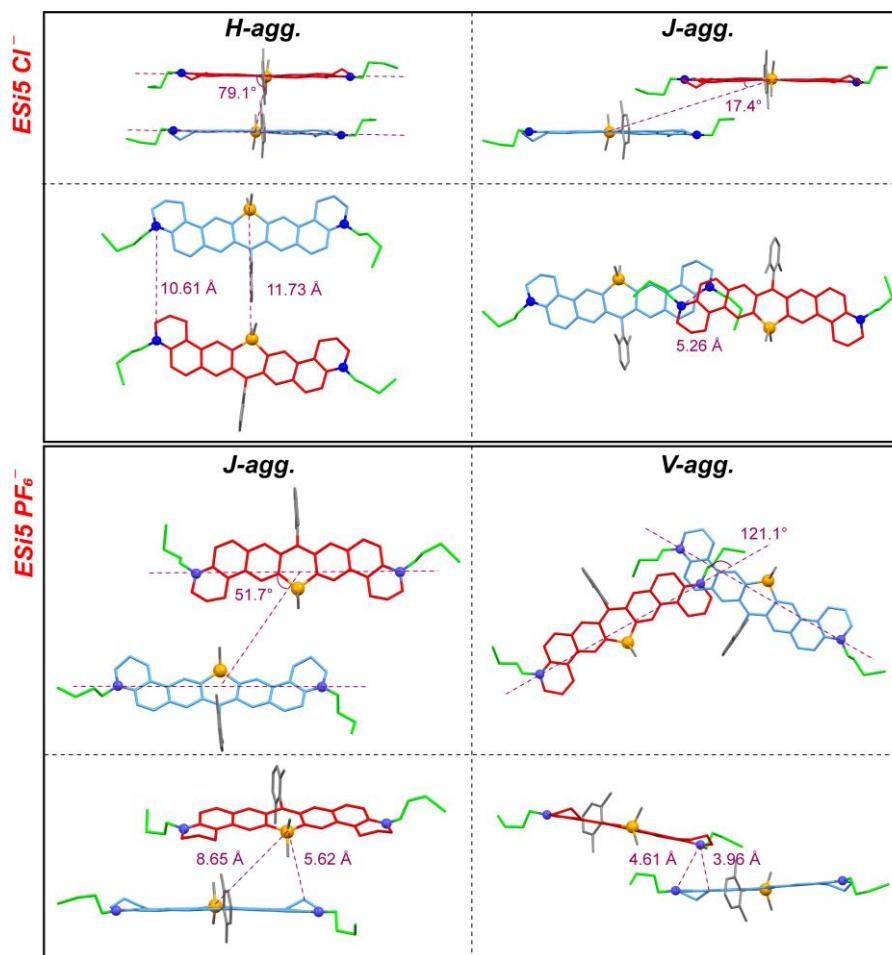 H-agg.
J-agg.
ESi5 Cl⁻
79.1°
17.4°
10.61 Å
11.73 Å
5.26 Å
J-agg.
V-agg.
ESi5 PF₆⁻
51.7°
121.1°
8.65 Å
5.62 Å
4.61 Å
3.96 Å